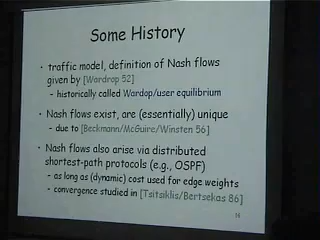 Some History
• traffic model, definition of Nash flows
given by [Wardrop 52]
- historically called Wardop/user equilibrium
• Nash flows exist, are (essentially) unique
- due to [Beckmann/McGuire/Winsten 56]
• Nash flows also arise via distributed
shortest-path protocols (e.g., OSPF)
- as long as (dynamic) cost used for edge weights
- convergence studied in [Tsitsiklis/Bertsekas 86]